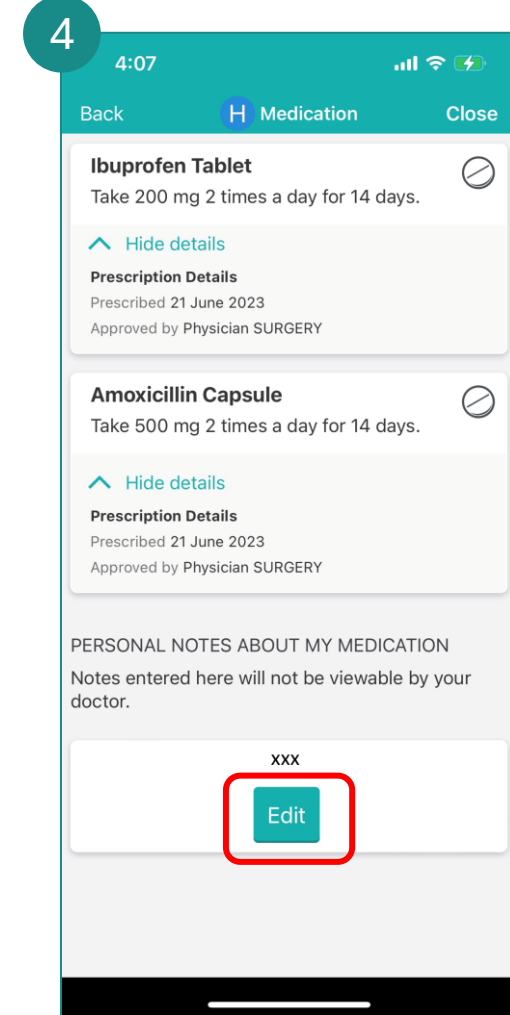 4
4:07
Back H Medication Close
Ibuprofen Tablet
Take 200 mg 2 times a day for 14 days.
Hide details
Prescription Details
Prescribed 21 June 2023
Approved by Physician SURGERY
Amoxicillin Capsule
Take 500 mg 2 times a day for 14 days.
Hide details
Prescription Details
Prescribed 21 June 2023
Approved by Physician SURGERY
PERSONAL NOTES ABOUT MY MEDICATION
Notes entered here will not be viewable by your
doctor.
xxx
Edit